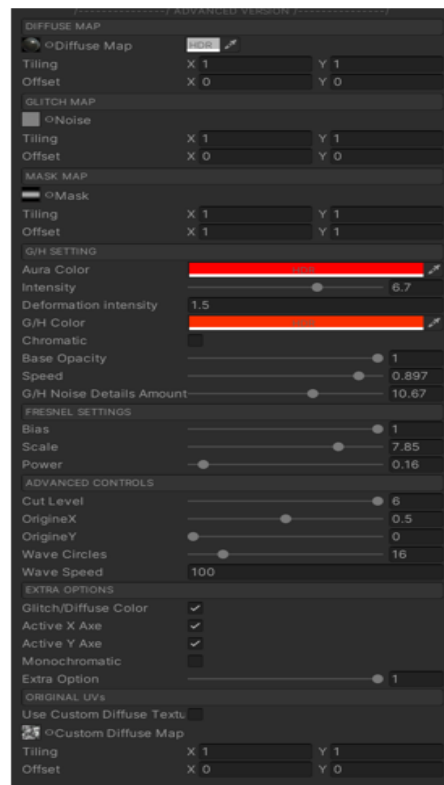 /---------------/ ADVANCED VERSION /---------------/
DIFFUSE MAP
Diffuse Map HDR
Tiling X 1 Y 1
Offset X 0 Y 0
GLITCH MAP
Noise
Tiling X 1 Y 1
Offset X 0 Y 0
MASK MAP
Mask
Tiling X 1 Y 1
Offset X 1 Y 1
G/H SETTING
Aura Color HDR
Intensity 6.7
Deformation intensity 1.5
G/H Color
Chromatic
Base Opacity 1
Speed 0.897
G/H Noise Details Amount 10.67
FRESNEL SETTINGS
Bias 1
Scale 7.85
Power 0.16
ADVANCED CONTROLS
Cut Level 6
OrigineX 0.5
OrigineY 0
Wave Circles 16
Wave Speed 100
EXTRA OPTIONS
Glitch/Diffuse Color
Active X Axe
Active Y Axe
Monochromatic
Extra Option 1
ORIGINAL UVs
Use Custom Diffuse Textu
Custom Diffuse Map
Tiling X 1 Y 1
Offset X 0 Y 0